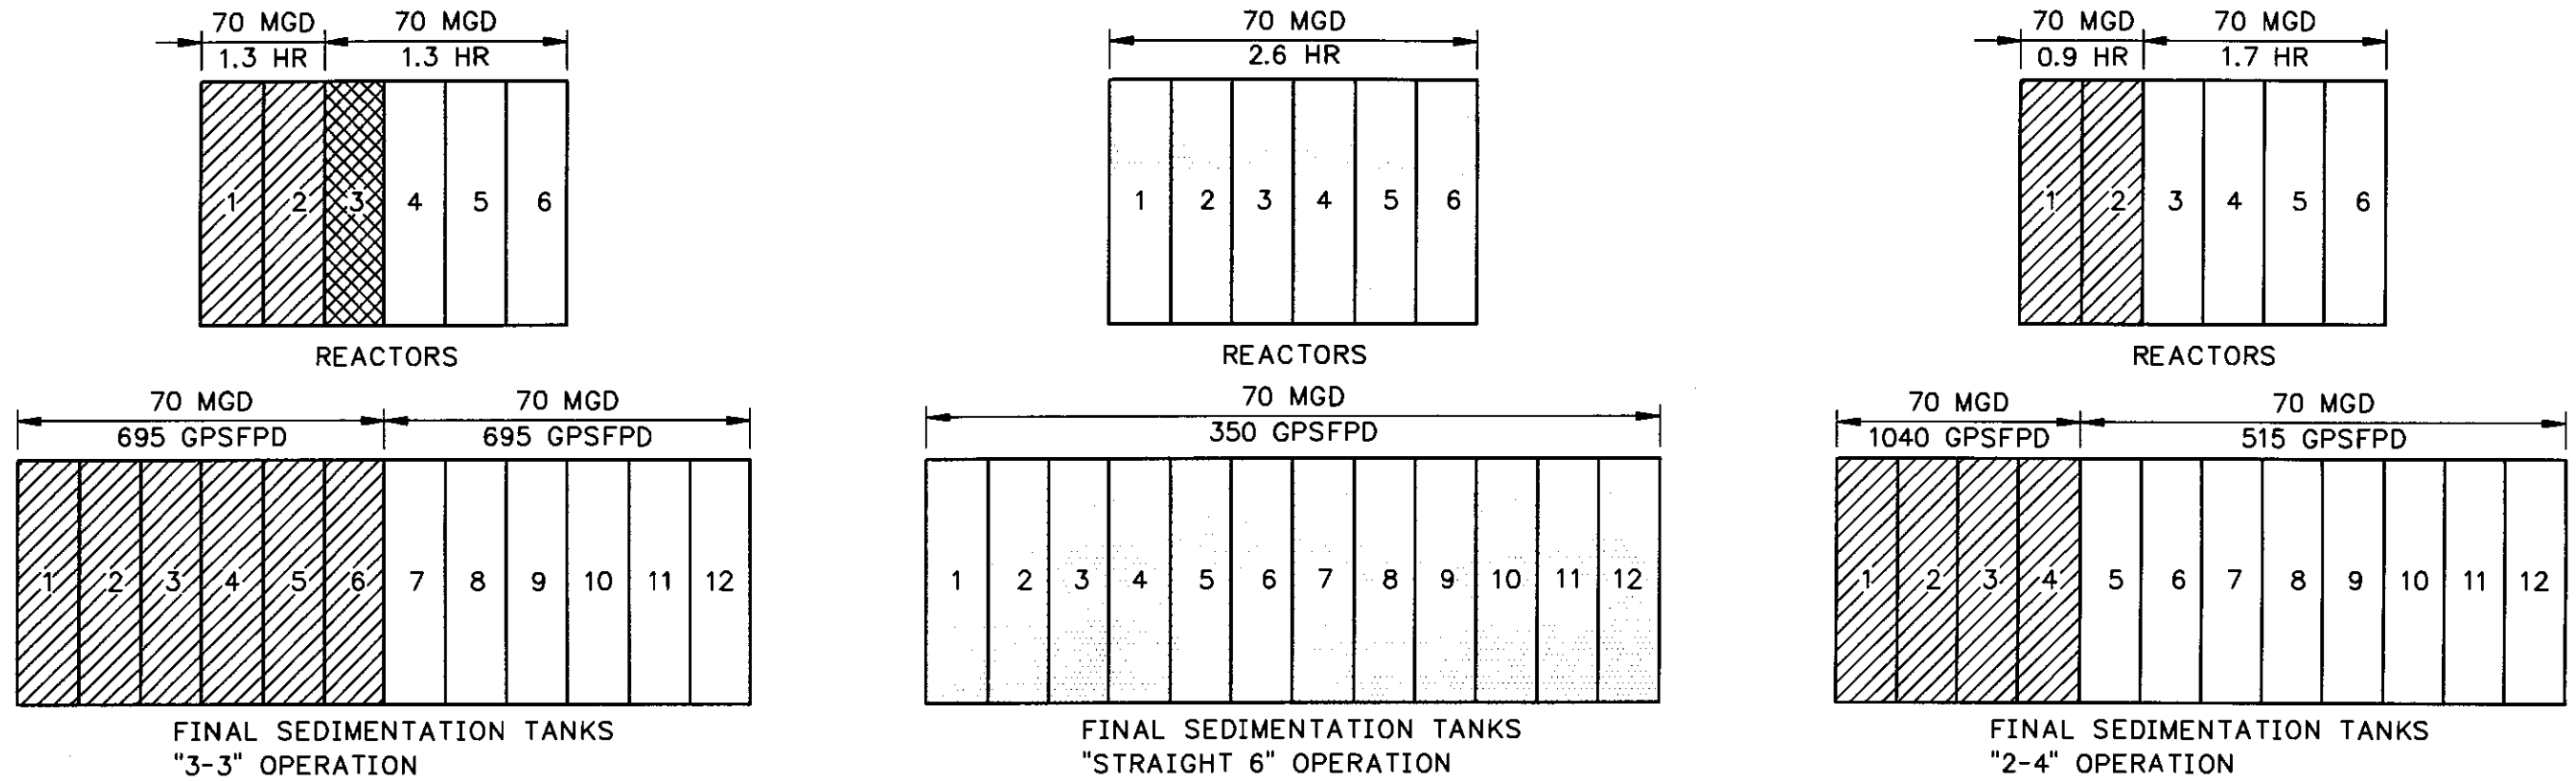 70 MGD 70 MGD
1.3 HR 1.3 HR
1 2 3 4 5 6
REACTORS
70 MGD 70 MGD
695 GPSFPD 695 GPSFPD
1 2 3 4 5 6 7 8 9 10 11 12
FINAL SEDIMENTATION TANKS
"3-3" OPERATION
70 MGD
2.6 HR
1 2 3 4 5 6
REACTORS
70 MGD
350 GPSFPD
1 2 3 4 5 6 7 8 9 10 11 12
FINAL SEDIMENTATION TANKS
"STRAIGHT 6" OPERATION
70 MGD 70 MGD
0.9 HR 1.7 HR
1 2 3 4 5 6
REACTORS
70 MGD 70 MGD
1040 GPSFPD 515 GPSFPD
1 2 3 4 5 6 7 8 9 10 11 12
FINAL SEDIMENTATION TANKS
"2-4" OPERATION